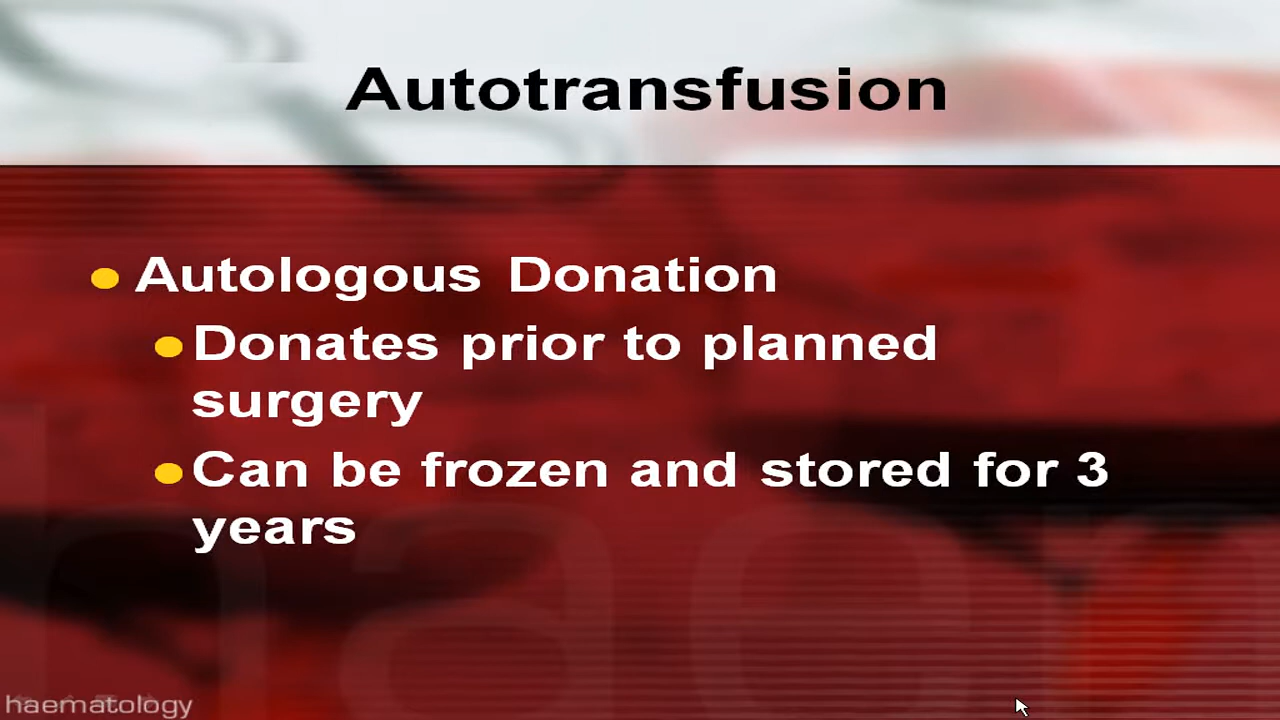 Autotransfusion
Autologous Donation
Donates prior to planned
surgery
Can be frozen and stored for 3
years
haematology